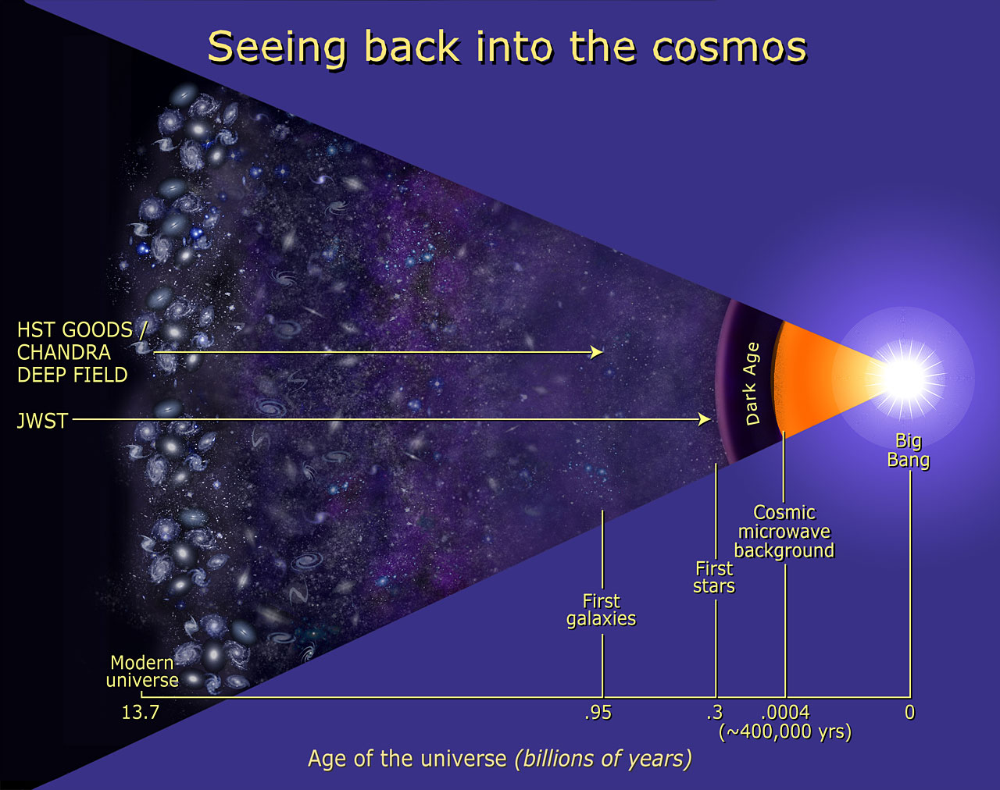 Seeing back into the cosmos
HST GOODS /
CHANDRA
DEEP FIELD
JWST
Dark Age
Big
Bang
Cosmic
microwave
background
First
stars
First
galaxies
Modern
universe
13.7
.95
.3
.0004
0
(~400,000 yrs)
Age of the universe (billions of years)